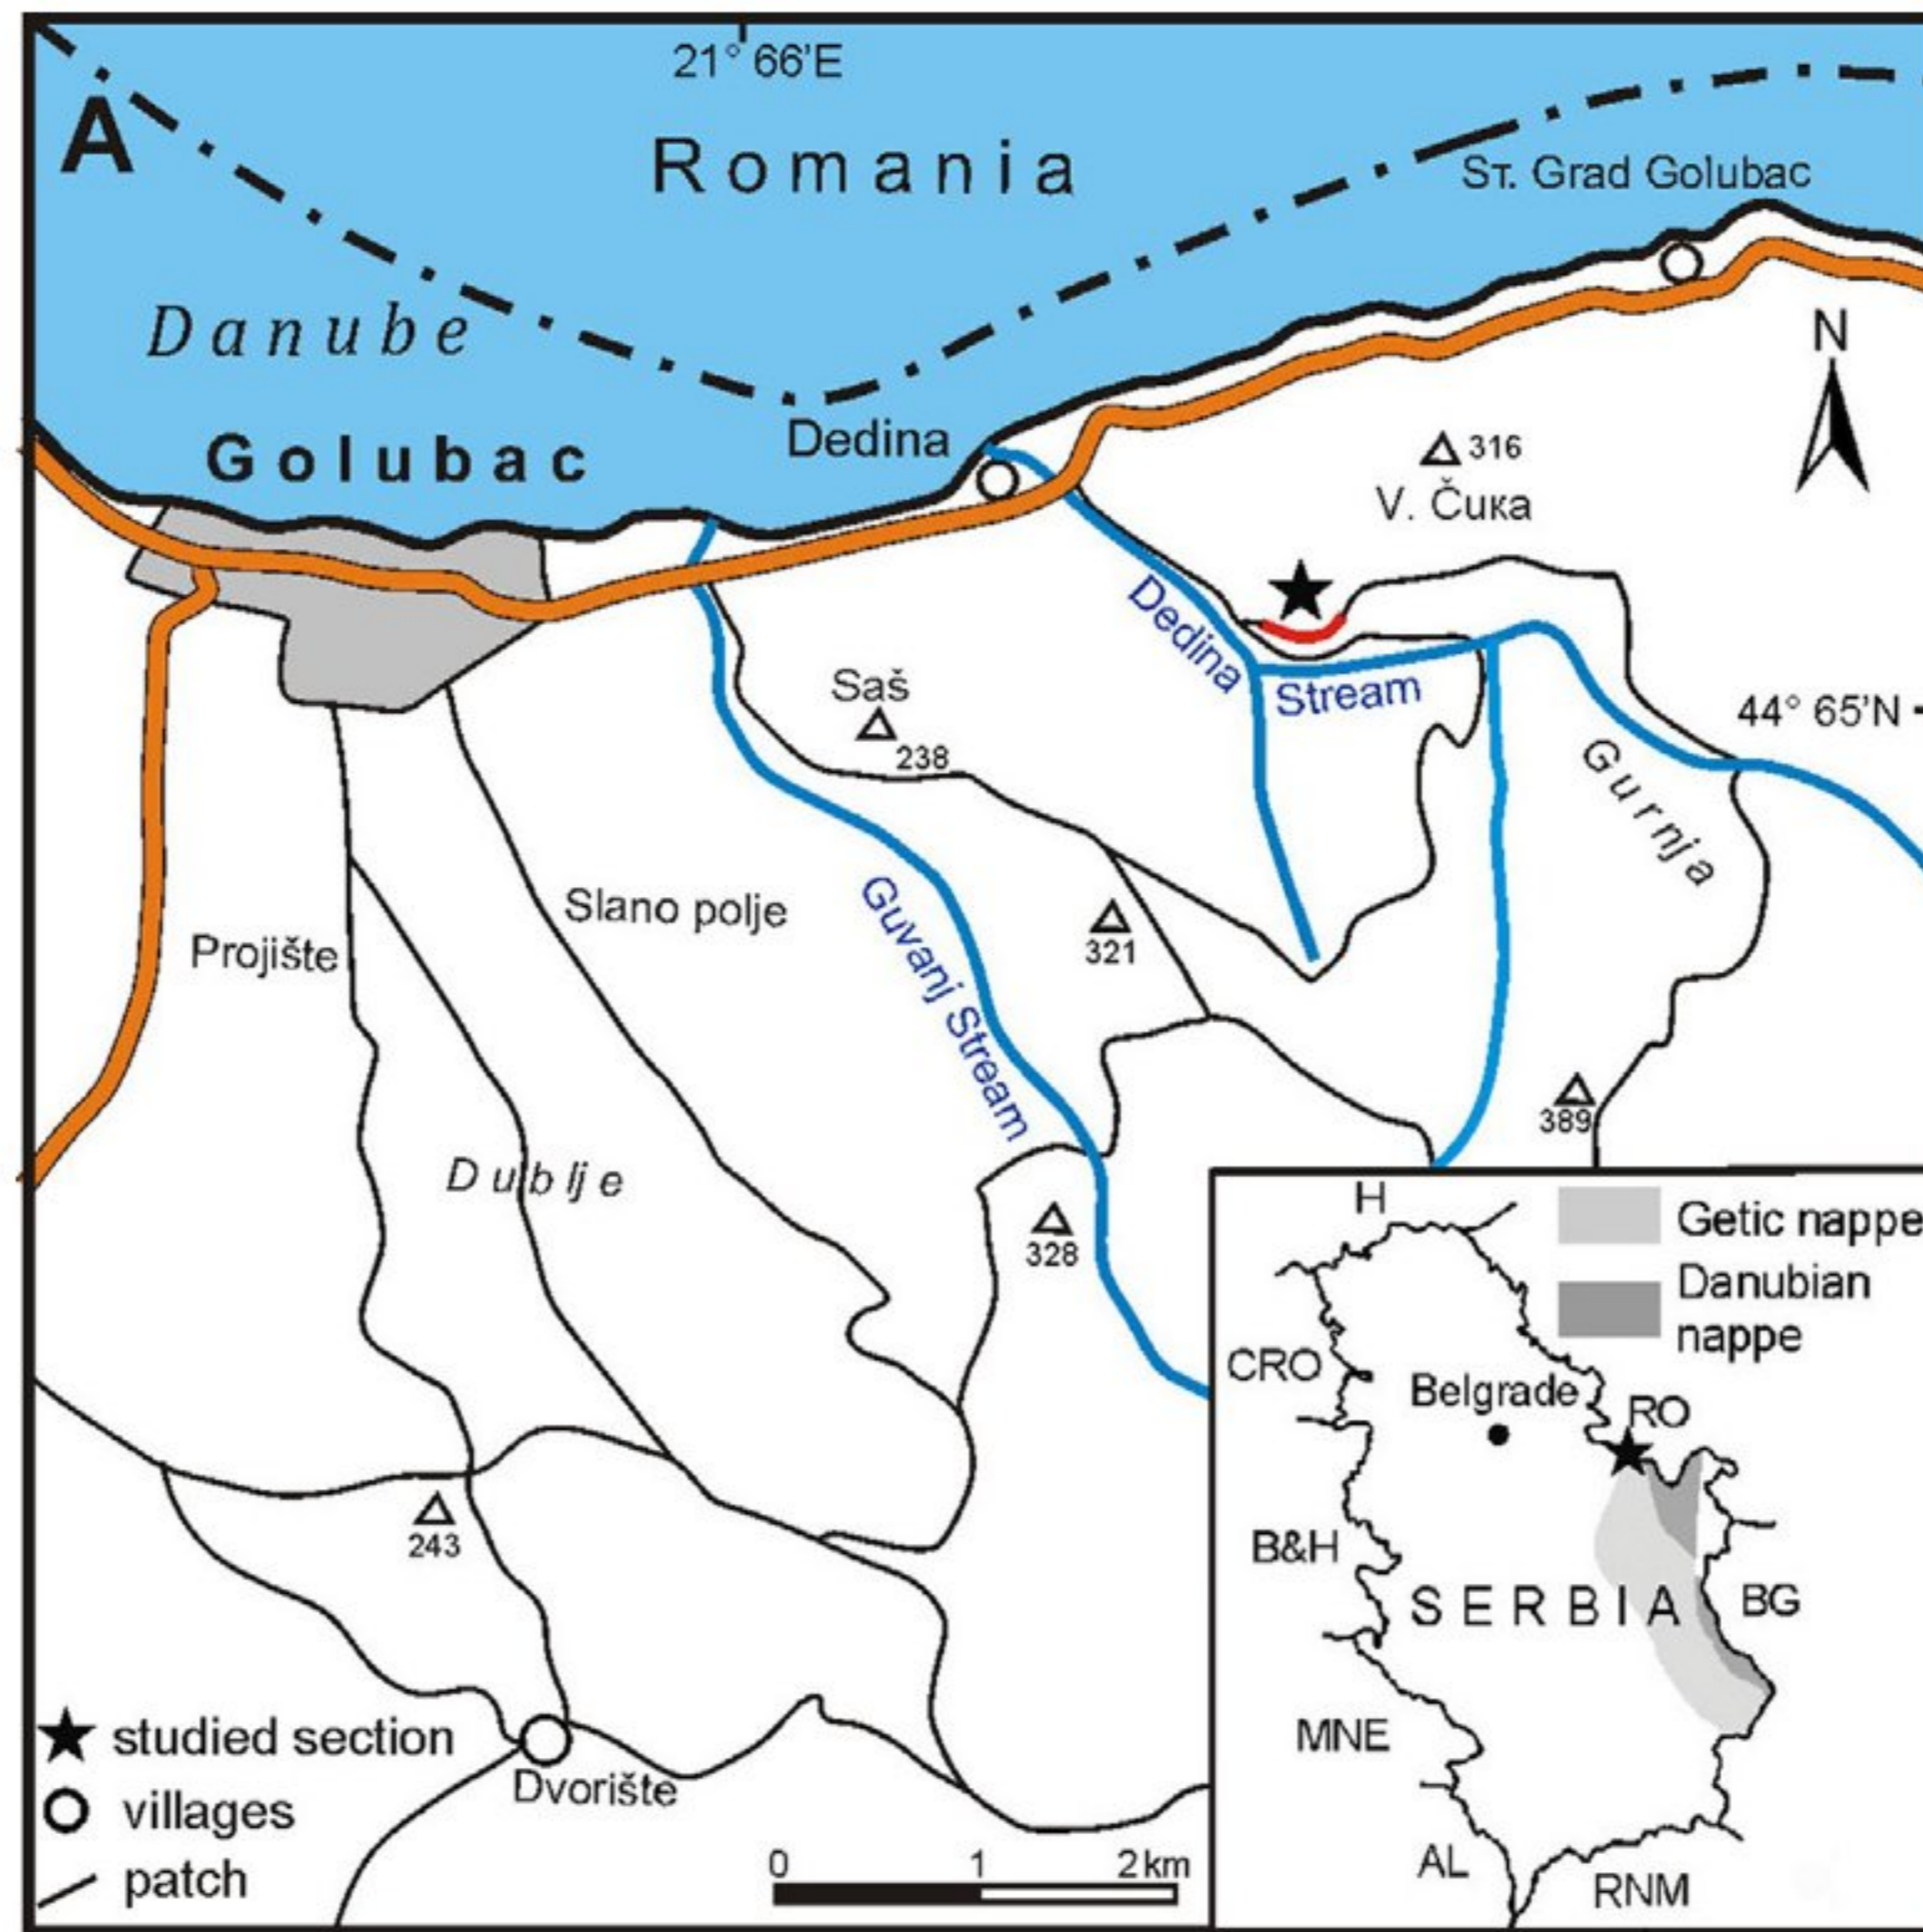 21° 66'E
A
Romania
Sт. Grad Golubac
Danube
N
Golubac
Dedina
316
V. Čuкa
Dedina
Stream
Saš
238
44° 65'N
Gurnja
Slano polje
Projište
Guvanj Stream
321
389
Dublje
328
H
Getic nappe
Danubian
nappe
CRO
Belgrade
RO
243
B&H
SERBIA
BG
studied section
MNE
Dvorište
villages
0 1 2 km
AL
patch
RNM